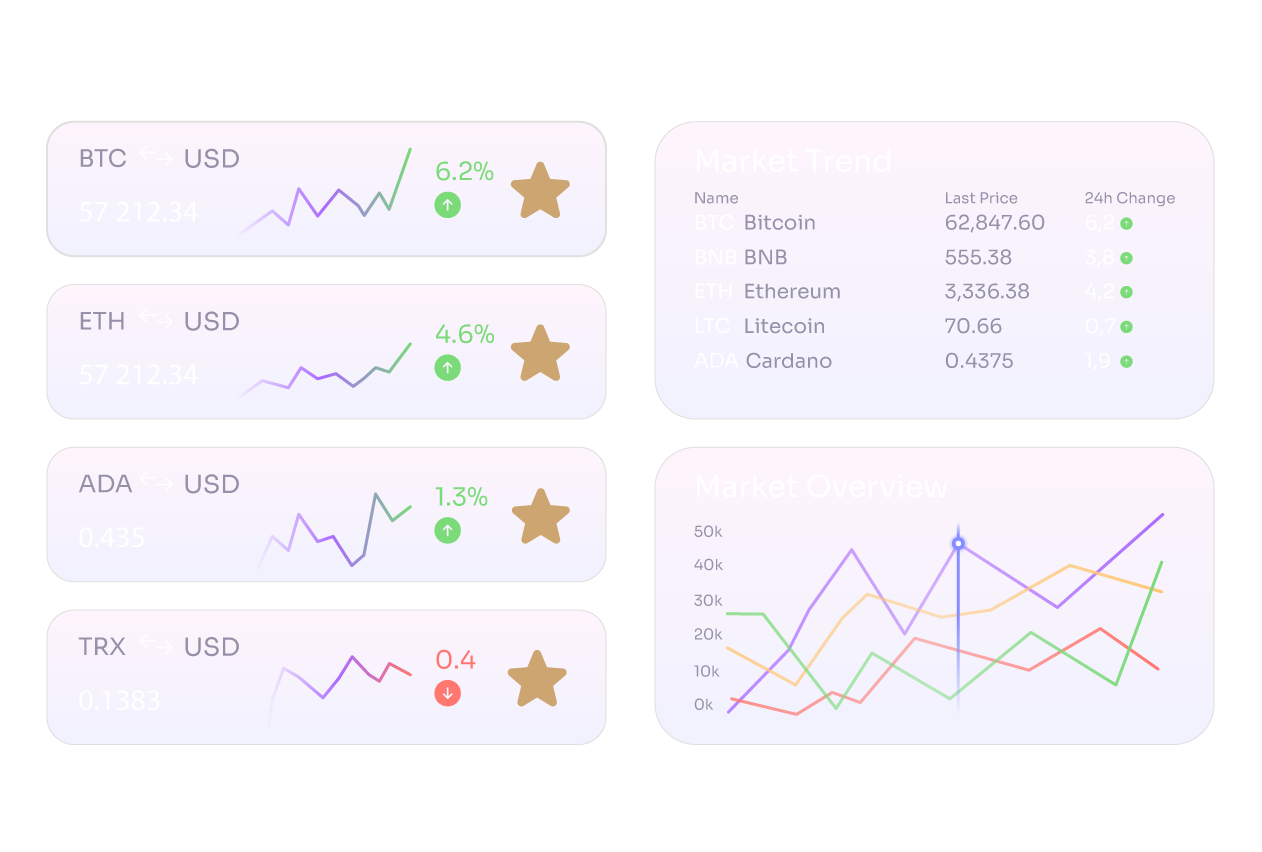 BTC USD
57 212.34
6.2%
ETH USD
57 212.34
4.6%
ADA USD
0.435
1.3%
TRX USD
0.1383
0.4
Market Trend
Name Last Price 24h Change
BTC Bitcoin 62,847.60 6,2
BNB BNB 555.38 3,8
ETH Ethereum 3,336.38 4,2
LTC Litecoin 70.66 0,7
ADA Cardano 0.4375 1,9
Market Overview
50k
40k
30k
20k
10k
0k